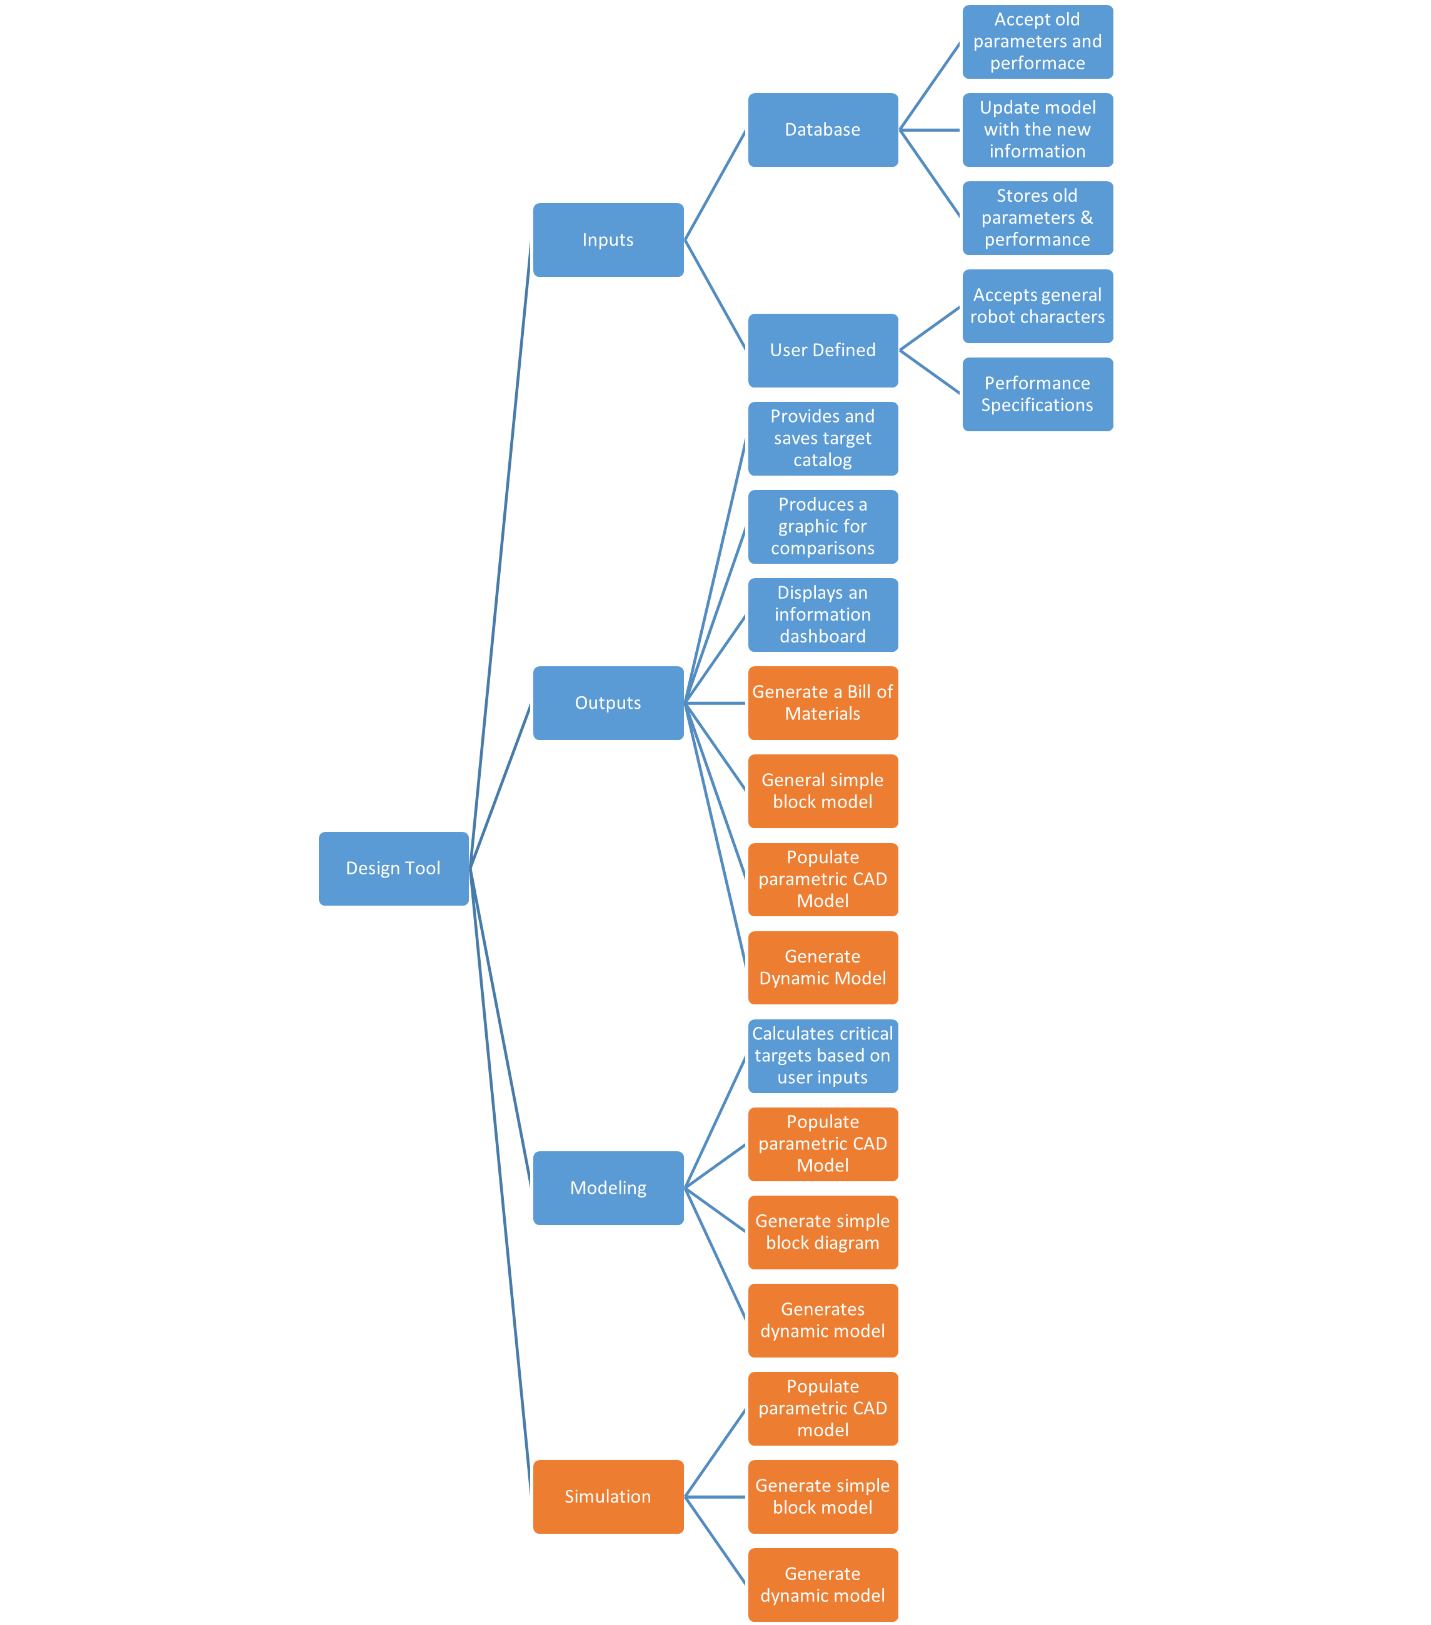 Design Tool
Inputs
Database
Accept old
parameters and
performace
Update model
with the new
information
Stores old
parameters &
performance
User Defined
Accepts general
robot characters
Performance
Specifications
Outputs
Provides and
saves target
catalog
Produces a
graphic for
comparisons
Displays an
information
dashboard
Generate a Bill of
Materials
General simple
block model
Populate
parametric CAD
Model
Generate
Dynamic Model
Modeling
Calculates critical
targets based on
user inputs
Populate
parametric CAD
Model
Generate simple
block diagram
Generates
dynamic model
Simulation
Populate
parametric CAD
model
Generate simple
block model
Generate
dynamic model